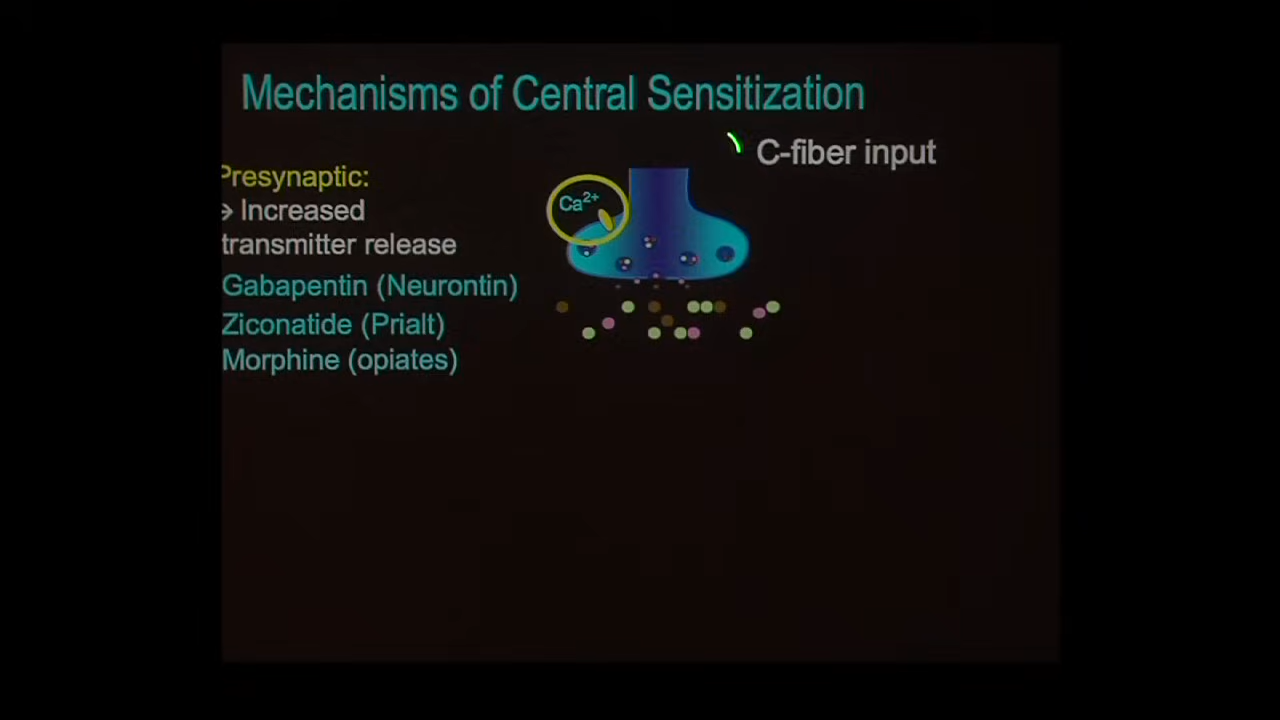 Mechanisms of Central Sensitization
C-fiber input
Presynaptic:
→ Increased
transmitter release
Ca2+
Gabapentin (Neurontin)
Ziconatide (Prialt)
Morphine (opiates)